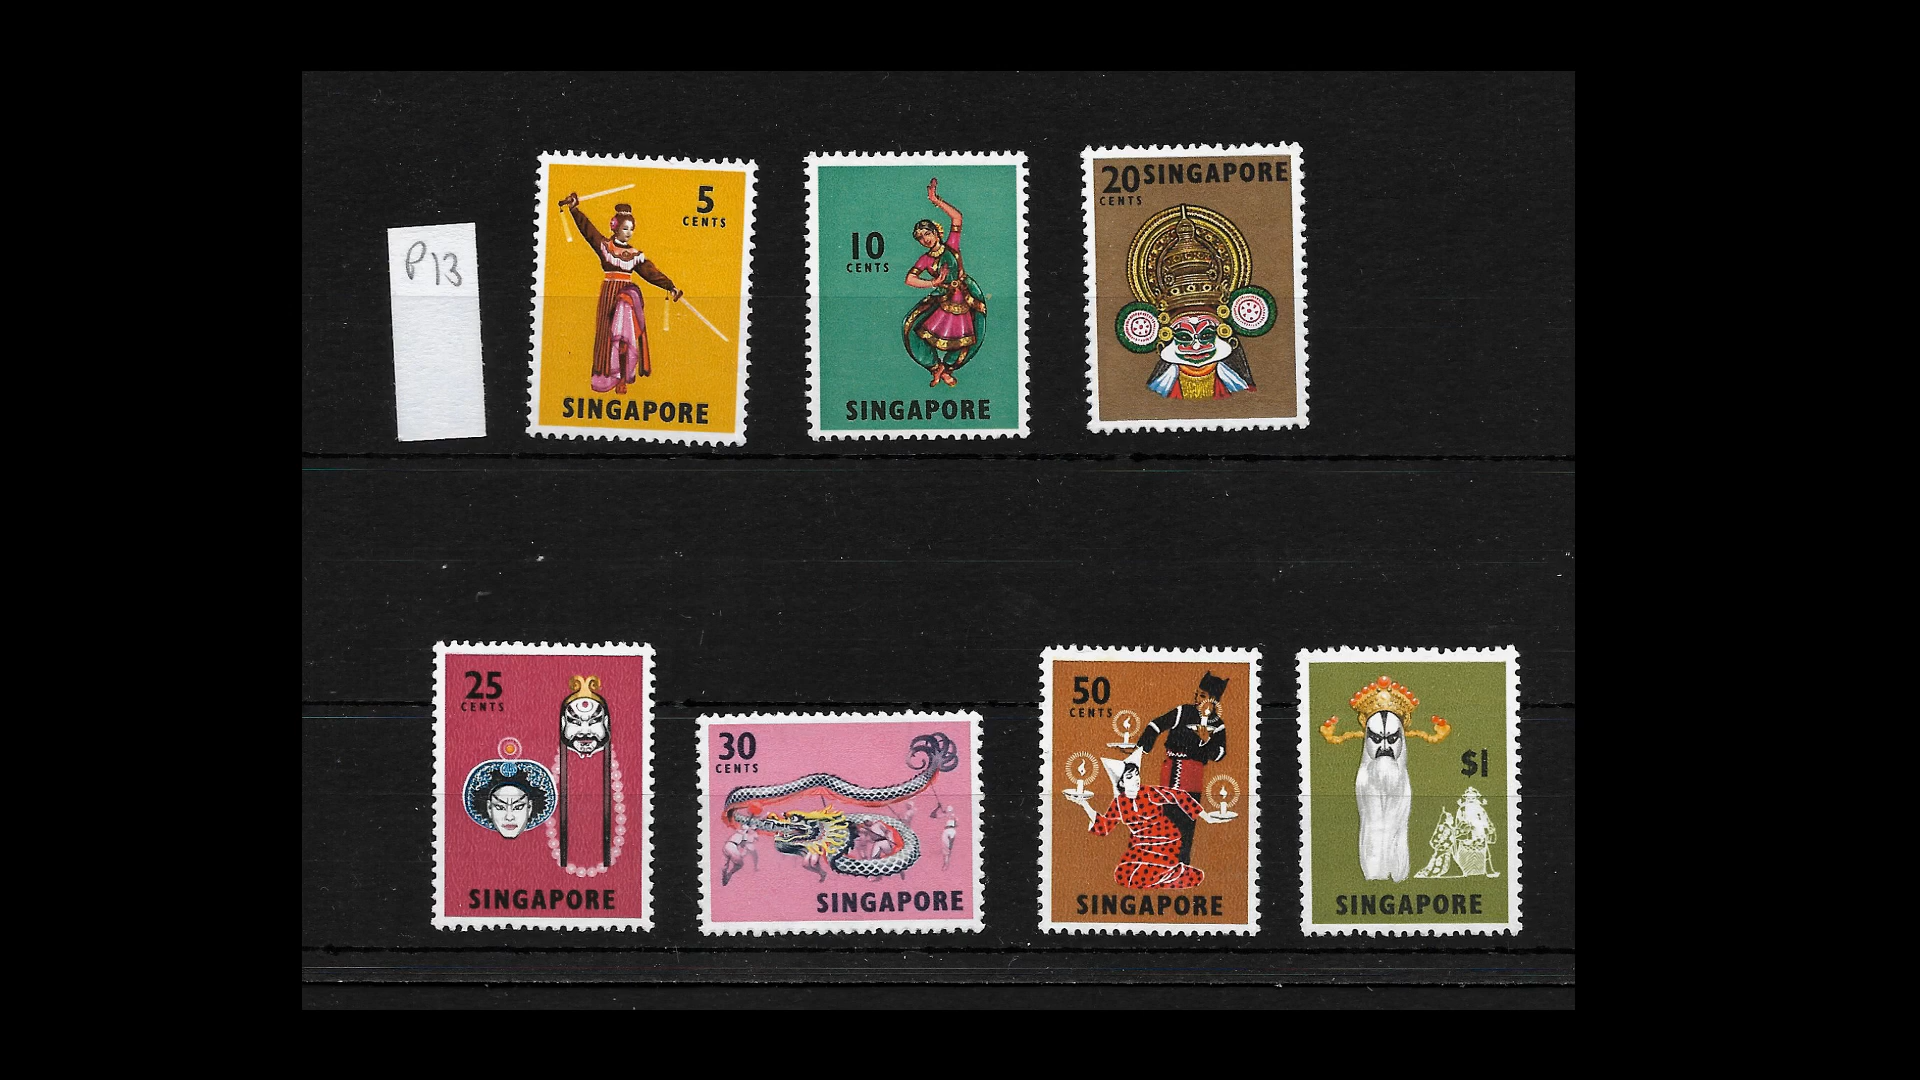 P13
5
CENTS
SINGAPORE
10
CENTS
SINGAPORE
20 SINGAPORE
CENTS
25
CENTS
SINGAPORE
30
CENTS
SINGAPORE
50
CENTS
SINGAPORE
$1
SINGAPORE